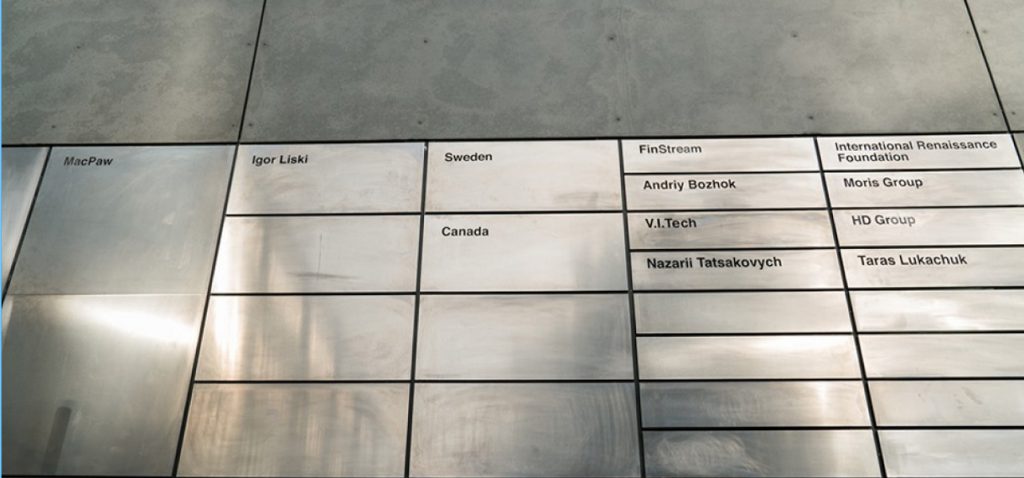 MacPaw
Igor Liski
Sweden
Canada
FinStream
Andriy Bozhok
V.I.Tech
Nazarii Tatsakovych
International Renaissance
Foundation
Moris Group
HD Group
Taras Lukachuk